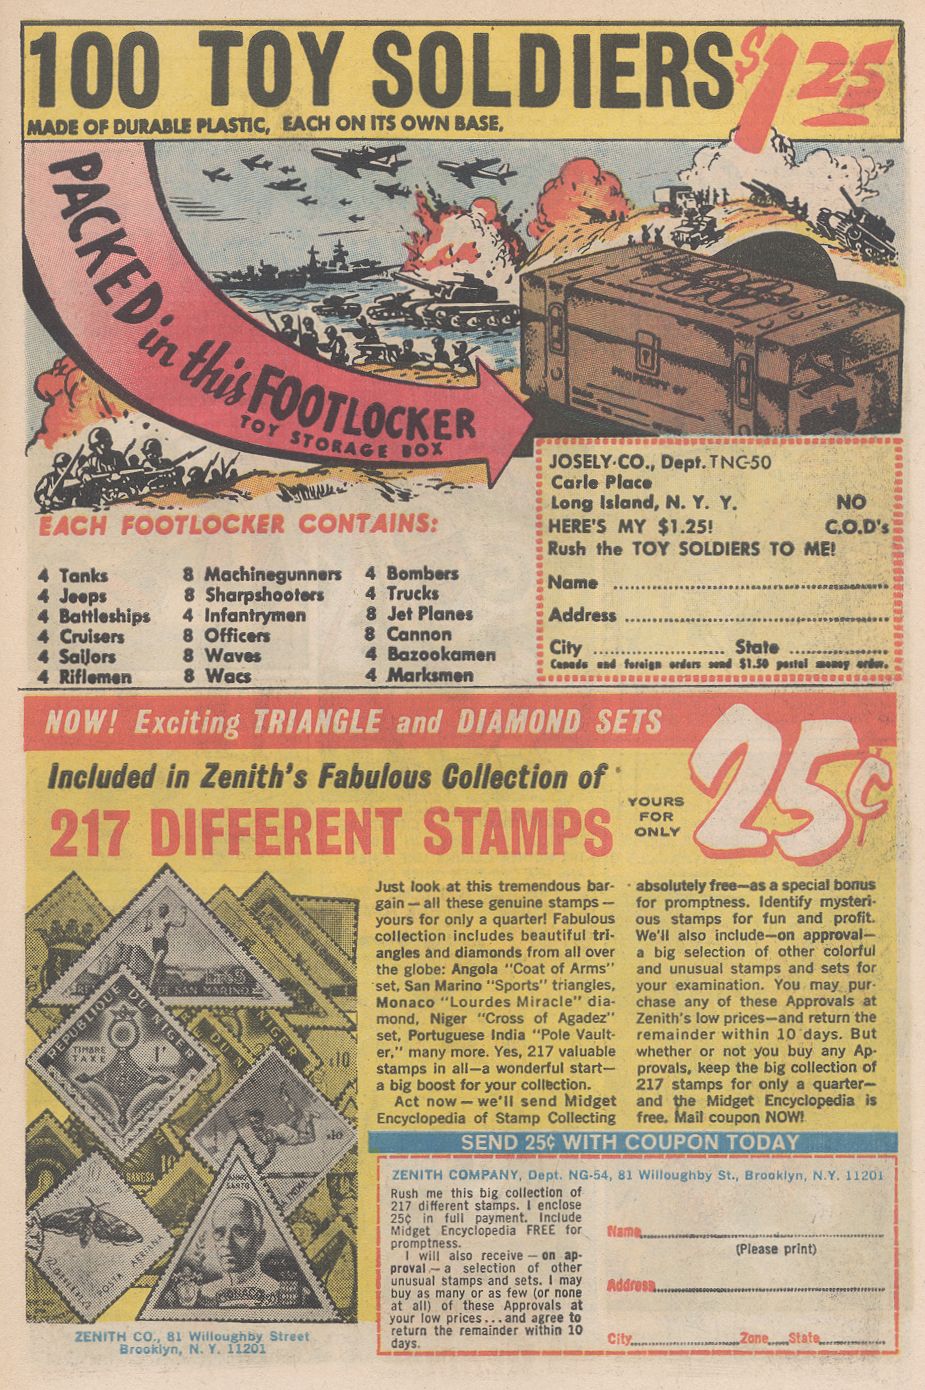 100 TOY SOLDIERS $1.25
MADE OF DURABLE PLASTIC, EACH ON ITS OWN BASE.
PACKED in this FOOTLOCKER
TOY STORAGE BOX
PROPERTY OF
EACH FOOTLOCKER CONTAINS:
4 Tanks
4 Jeeps
4 Battleships
4 Cruisers
4 Sailors
4 Riflemen
8 Machinegunners
8 Sharpshooters
4 Infantrymen
8 Officers
8 Waves
8 Wacs
4 Bombers
4 Trucks
8 Jet Planes
8 Cannon
4 Bazookamen
4 Marksmen
JOSELY CO., Dept. TNC-50
Carle Place
Long Island, N. Y. Y. NO
HERE'S MY $1.25! C.O.D's
Rush the TOY SOLDIERS TO ME!
Name
Address
City State
Canada and foreign orders send $1.50 postal money order.
NOW! Exciting TRIANGLE and DIAMOND SETS
Included in Zenith's Fabulous Collection of
217 DIFFERENT STAMPS
YOURS
FOR
ONLY
25¢
Just look at this tremendous bar-
gain — all these genuine stamps —
yours for only a quarter! Fabulous
collection includes beautiful tri-
angles and diamonds from all over
the globe: Angola "Coat of Arms"
set, San Marino "Sports" triangles,
Monaco "Lourdes Miracle" dia-
mond, Niger "Cross of Agadez"
set, Portuguese India "Pole Vault-
er," many more. Yes, 217 valuable
stamps in all—a wonderful start—
a big boost for your collection.
Act now — we'll send Midget
Encyclopedia of Stamp Collecting
absolutely free—as a special bonus
for promptness. Identify mysteri-
ous stamps for fun and profit.
We'll also include—on approval—
a big selection of other colorful
and unusual stamps and sets for
your examination. You may pur-
chase any of these Approvals at
Zenith's low prices—and return the
remainder within 10 days. But
whether or not you buy any Ap-
provals, keep the big collection of
217 stamps for only a quarter—
and the Midget Encyclopedia is
free. Mail coupon NOW!
DI SAN MARINO
REPUBLIQUE DU NIGER
TIMBRE
TAXE
1F
NIGER
x10
x10
POSTA AEREA
MONACO
SEND 25¢ WITH COUPON TODAY
ZENITH COMPANY, Dept. NG-54, 81 Willoughby St., Brooklyn, N.Y. 11201
Rush me this big collection of
217 different stamps. I enclose
25¢ in full payment. Include
Midget Encyclopedia FREE for
promptness.
I will also receive — on ap-
proval — a selection of other
unusual stamps and sets. I may
buy as many or as few (or none
at all) of these Approvals at
your low prices...and agree to
return the remainder within 10
days.
Name
(Please print)
Address
City Zone State
ZENITH CO., 81 Willoughby Street
Brooklyn, N. Y. 11201